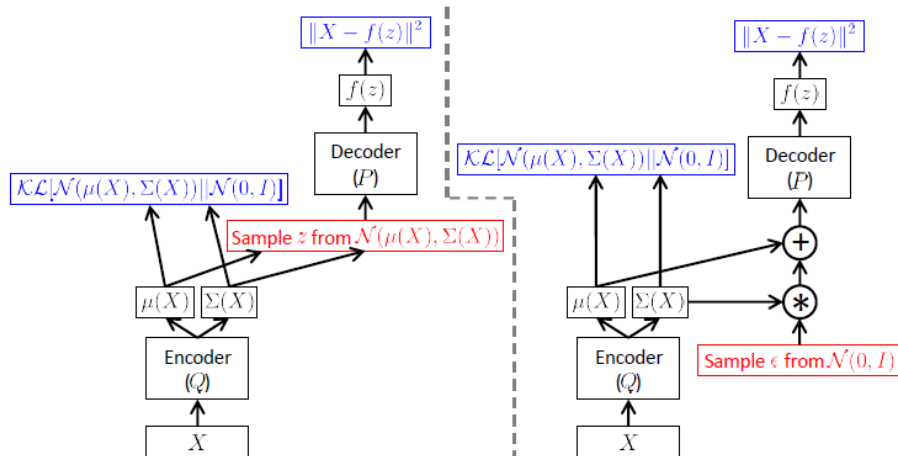 ‖X − f(z)‖²
f(z)
Decoder
(P)
𝒦ℒ[𝒩(μ(X), Σ(X))||𝒩(0, I)]
Sample z from 𝒩(μ(X), Σ(X))
μ(X)
Σ(X)
Encoder
(Q)
X
‖X − f(z)‖²
f(z)
Decoder
(P)
𝒦ℒ[𝒩(μ(X), Σ(X))||𝒩(0, I)]
+
μ(X)
Σ(X)
*
Encoder
(Q)
Sample ϵ from 𝒩(0, I)
X